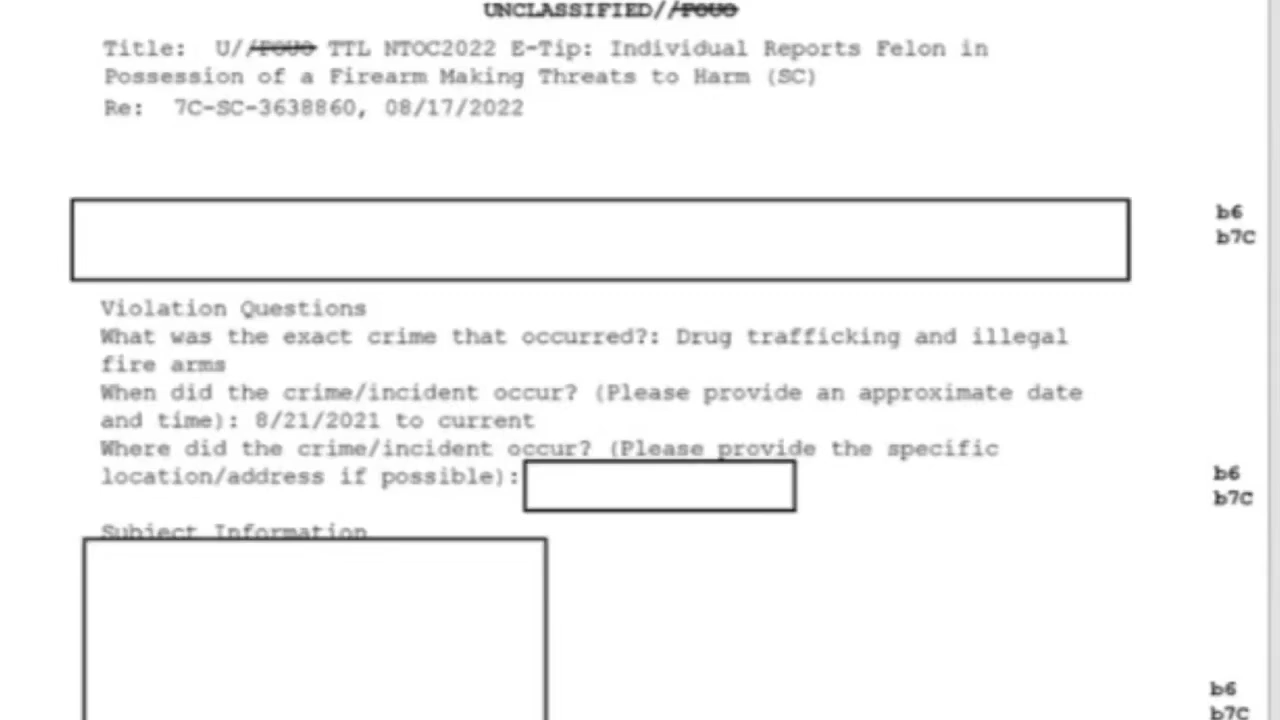 UNCLASSIFIED//FOUO
Title: U//FOUO TTL NTOC2022 E-Tip: Individual Reports Felon in
Possession of a Firearm Making Threats to Harm (SC)
Re: 7C-SC-3638860, 08/17/2022
b6
b7C
Violation Questions
What was the exact crime that occurred?: Drug trafficking and illegal
fire arms
When did the crime/incident occur? (Please provide an approximate date
and time): 8/21/2021 to current
Where did the crime/incident occur? (Please provide the specific
location/address if possible):
b6
b7C
Subject Information
b6
b7C